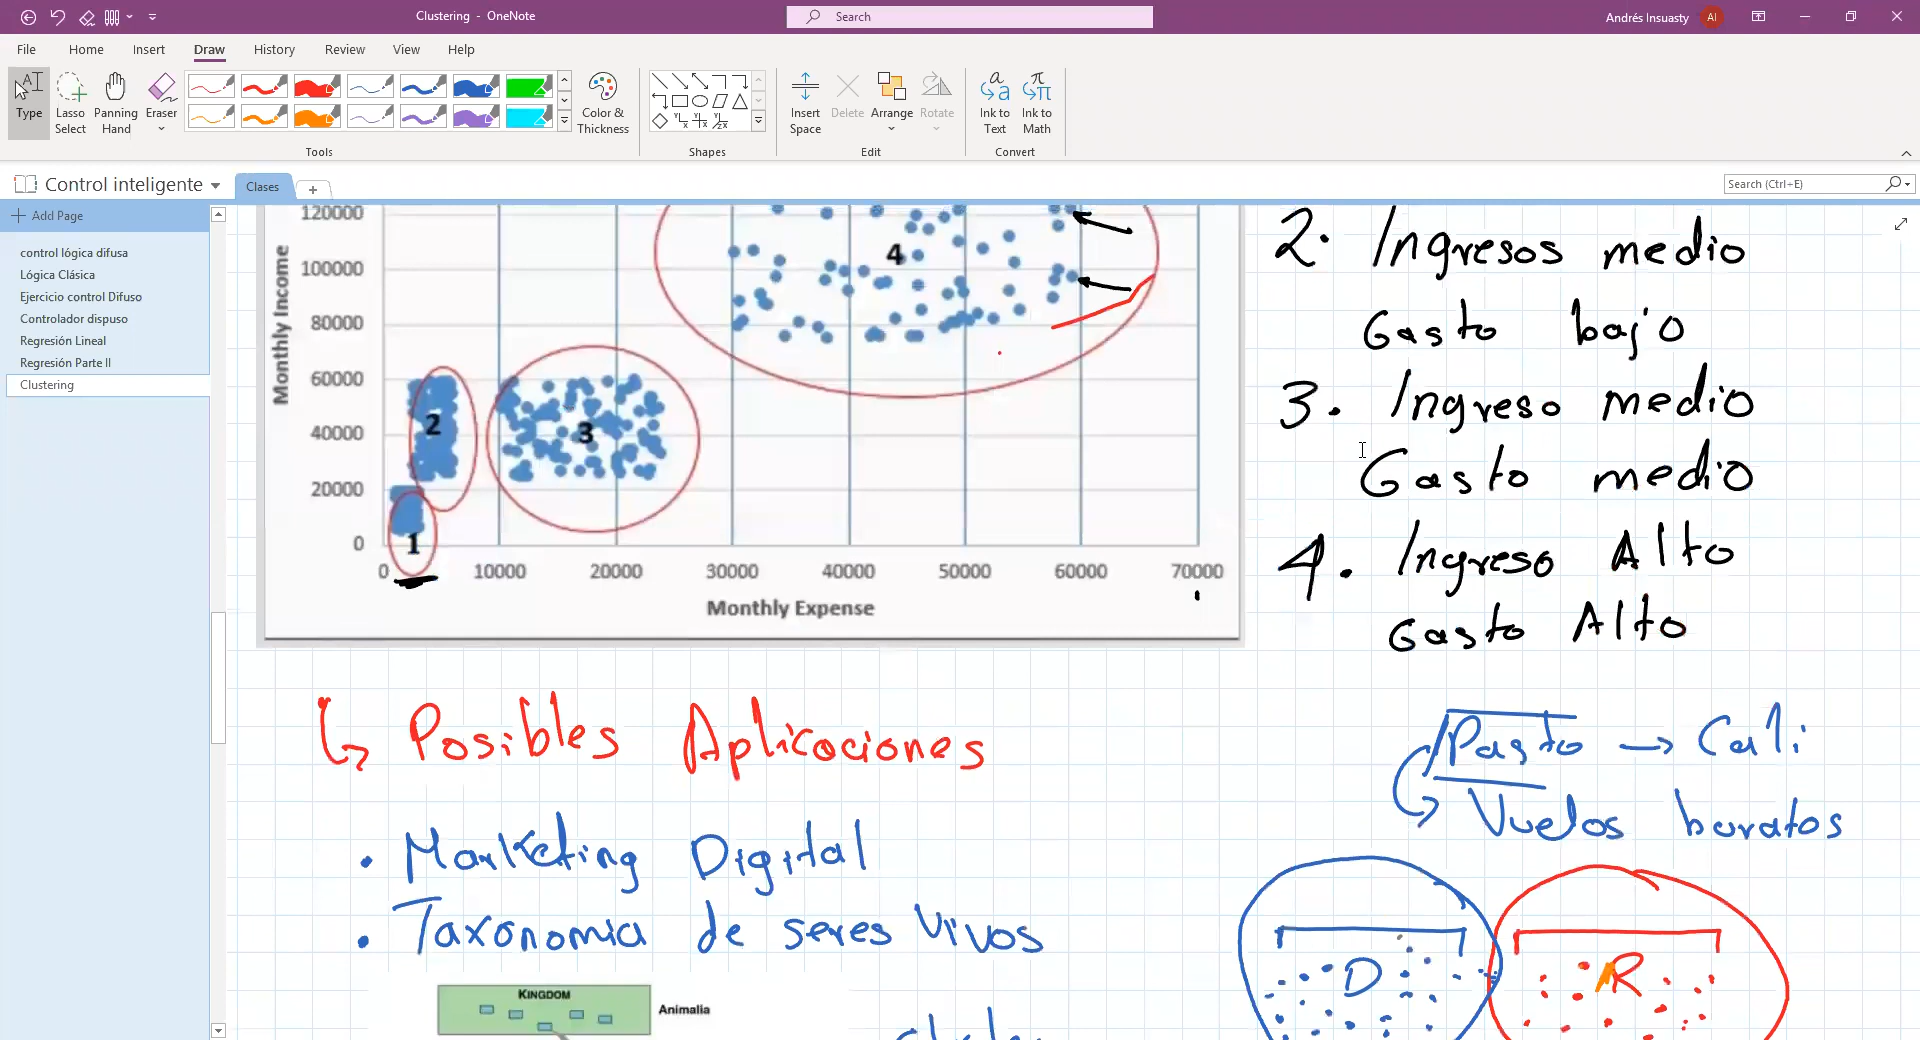 Clustering - OneNote
Search
Andrés Insuasty
AI
File Home Insert Draw History Review View Help
Type
Lasso Select
Panning Hand
Eraser
Color & Thickness
Insert Space
Delete
Arrange
Rotate
Ink to Text
Ink to Math
Tools
Shapes
Edit
Convert
Control inteligente
Clases
Search (Ctrl+E)
Add Page
control lógica difusa
Lógica Clásica
Ejercicio control Difuso
Controlador dispuso
Regresión Lineal
Regresión Parte II
Clustering
Monthly Income
120000
100000
80000
60000
40000
20000
0
4
2
3
1
0 10000 20000 30000 40000 50000 60000 70000
Monthly Expense
2. Ingresos medio
Gasto bajo
3. Ingreso medio
Gasto medio
4. Ingreso Alto
Gasto Alto
Posibles Aplicaciones
Pasto → Cali
Vuelos baratos
• Marketing Digital
• Taxonomia de seres Vivos
D
R
KINGDOM
Animalia